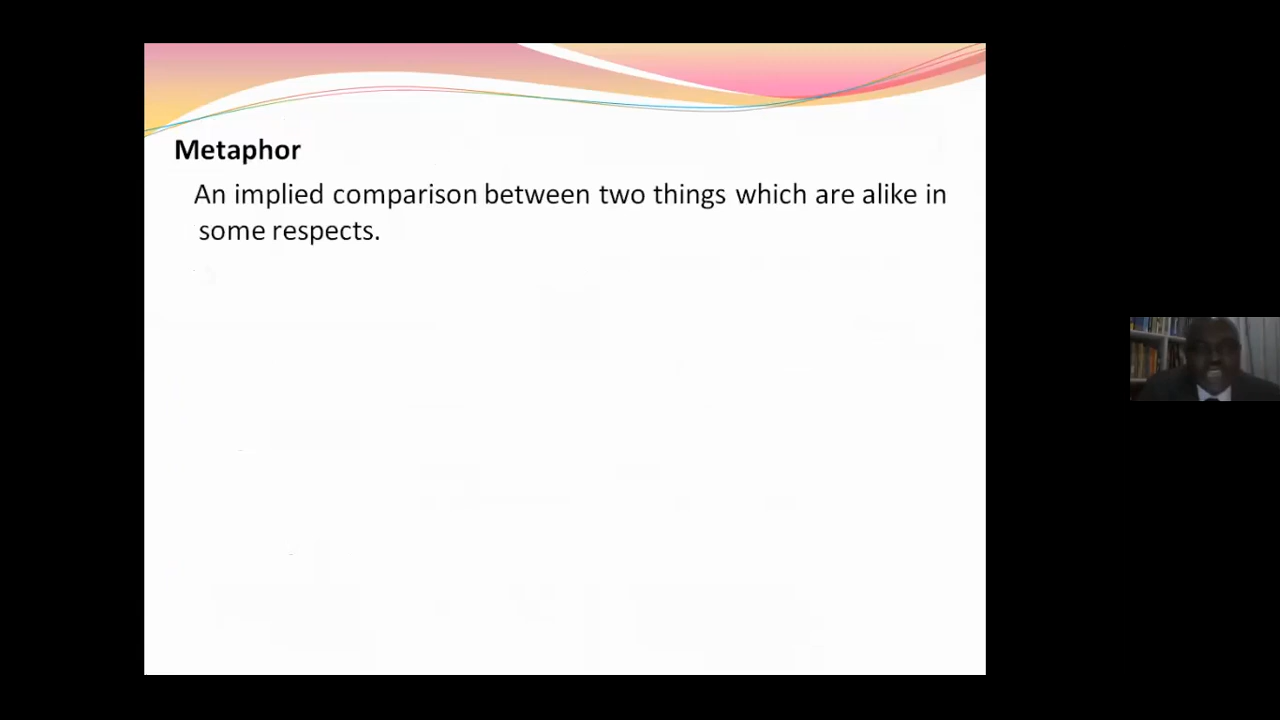 Metaphor
An implied comparison between two things which are alike in
some respects.